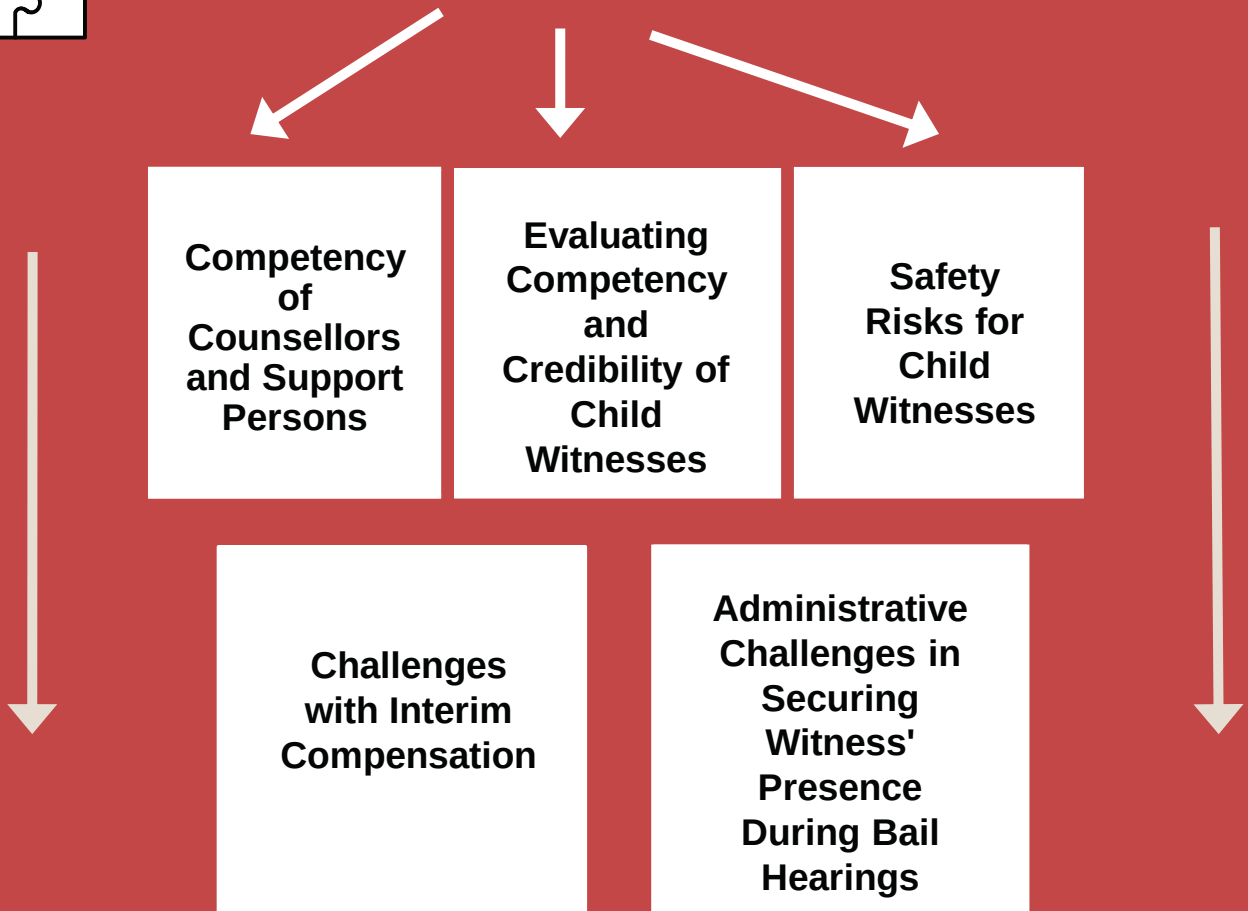 Competency
of
Counsellors
and Support
Persons
Evaluating
Competency
and
Credibility of
Child
Witnesses
Safety
Risks for
Child
Witnesses
Challenges
with Interim
Compensation
Administrative
Challenges in
Securing
Witness'
Presence
During Bail
Hearings